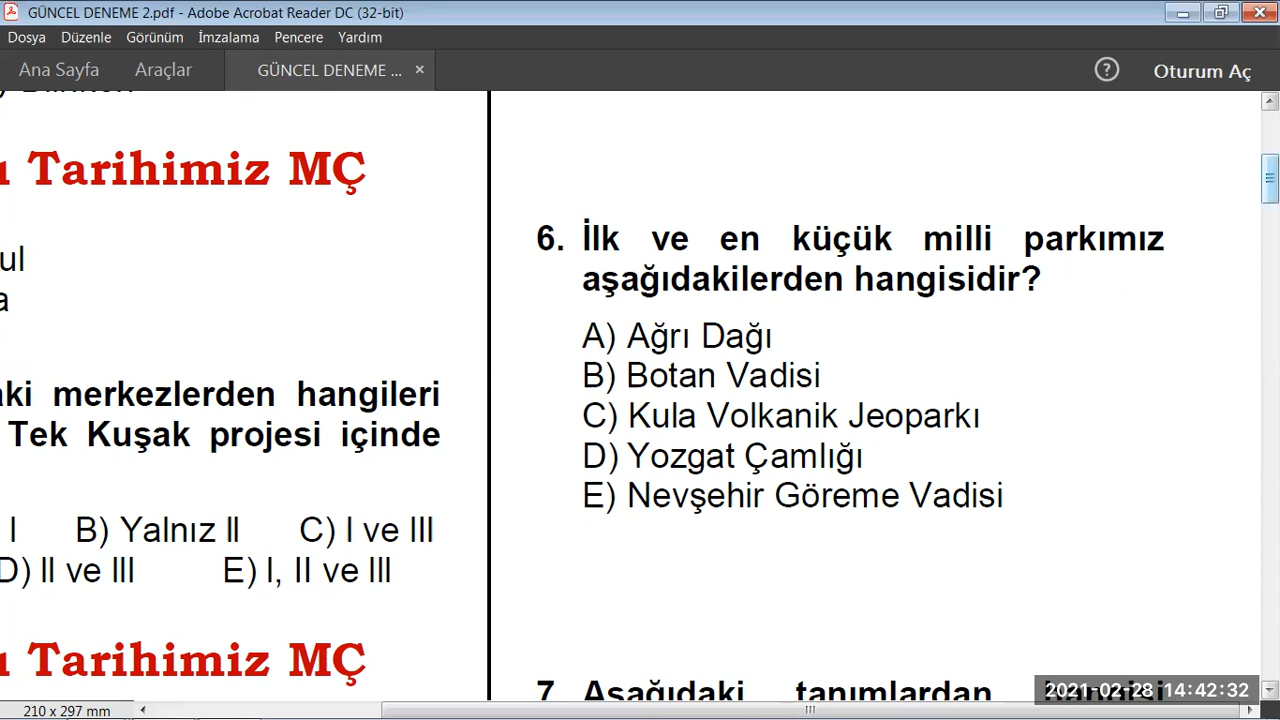 GÜNCEL DENEME 2.pdf - Adobe Acrobat Reader DC (32-bit)
Dosya Düzenle Görünüm İmzalama Pencere Yardım
Ana Sayfa Araçlar GÜNCEL DENEME ... × ? Oturum Aç
Tarihimiz MÇ
ul
a
aki merkezlerden hangileri
Tek Kuşak projesi içinde
I B) Yalnız II C) I ve III
D) II ve III E) I, II ve III
Tarihimiz MÇ
6. İlk ve en küçük milli parkımız
aşağıdakilerden hangisidir?
A) Ağrı Dağı
B) Botan Vadisi
C) Kula Volkanik Jeoparkı
D) Yozgat Çamlığı
E) Nevşehir Göreme Vadisi
7 Aşağıdaki tanımlardan hangisi
2021-02-28 14:42:32
210 x 297 mm